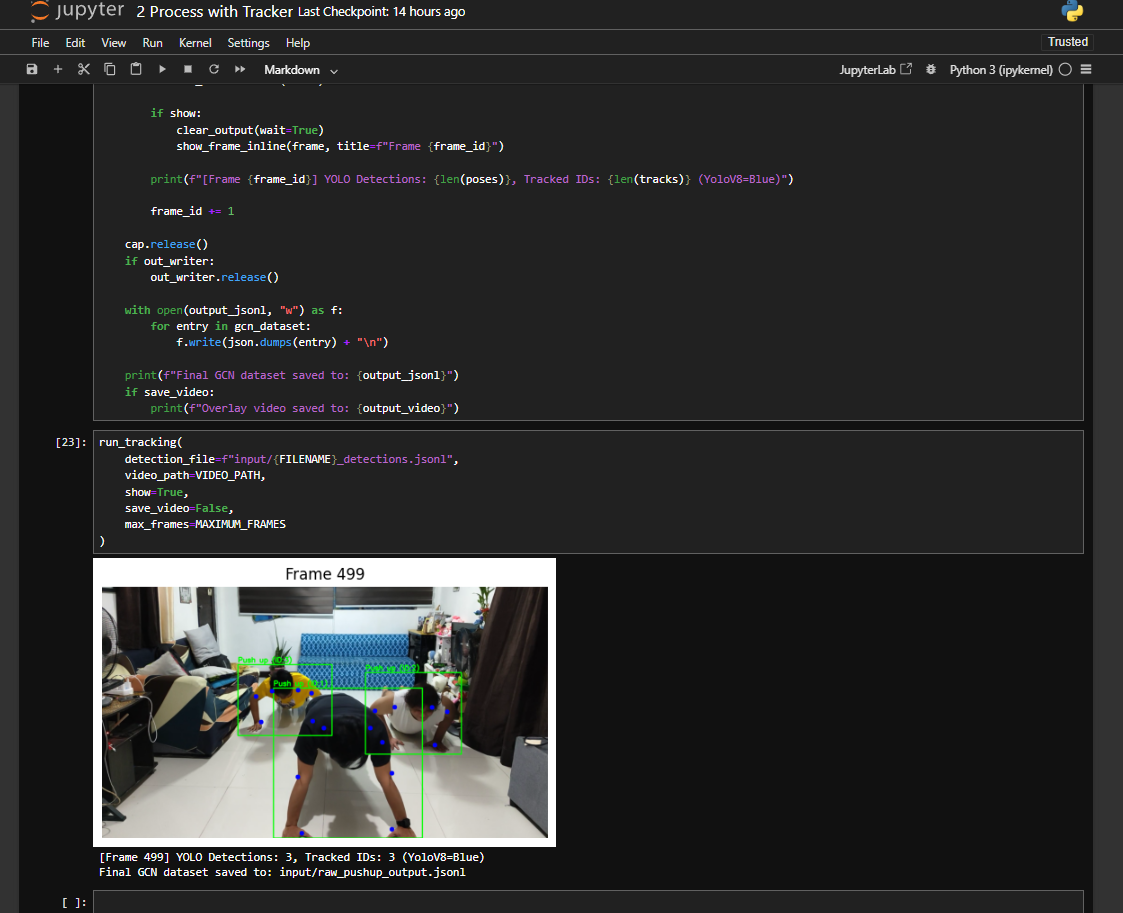 jupyter 2 Process with Tracker Last Checkpoint: 14 hours ago
File Edit View Run Kernel Settings Help Trusted
Markdown JupyterLab Python 3 (ipykernel)
if show:
clear_output(wait=True)
show_frame_inline(frame, title=f"Frame {frame_id}")
print(f"[Frame {frame_id}] YOLO Detections: {len(poses)}, Tracked IDs: {len(tracks)} (YoloV8=Blue)")
frame_id += 1
cap.release()
if out_writer:
out_writer.release()
with open(output_jsonl, "w") as f:
for entry in gcn_dataset:
f.write(json.dumps(entry) + "\n")
print(f"Final GCN dataset saved to: {output_jsonl}")
if save_video:
print(f"Overlay video saved to: {output_video}")
[23]: run_tracking(
detection_file=f"input/{FILENAME}_detections.jsonl",
video_path=VIDEO_PATH,
show=True,
save_video=False,
max_frames=MAXIMUM_FRAMES
)
Frame 499
Push up
Push up
Push up
[Frame 499] YOLO Detections: 3, Tracked IDs: 3 (YoloV8=Blue)
Final GCN dataset saved to: input/raw_pushup_output.jsonl
[ ]: